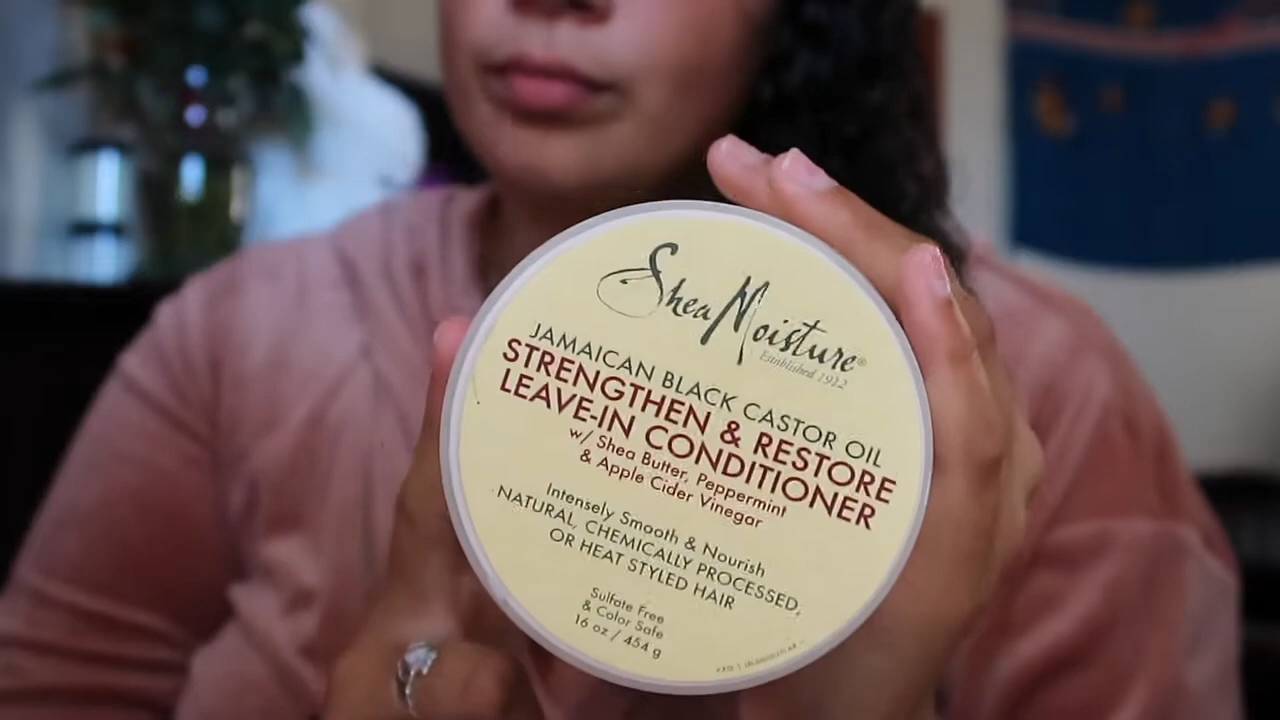 SheaMoisture®
Established 1912
JAMAICAN BLACK CASTOR OIL
STRENGTHEN & RESTORE
LEAVE-IN CONDITIONER
w/ Shea Butter, Peppermint
& Apple Cider Vinegar
Intensely Smooth & Nourish
NATURAL, CHEMICALLY PROCESSED,
OR HEAT STYLED HAIR
Sulfate Free
& Color Safe
16 oz / 454 g